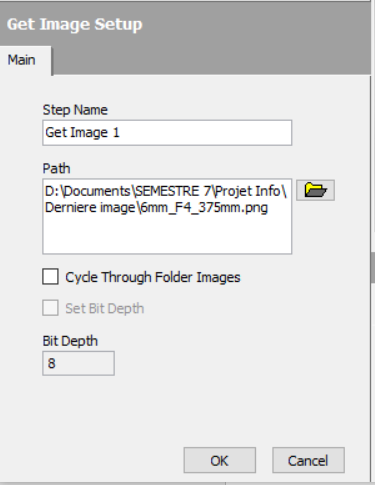 Get Image Setup
Main
Step Name
Get Image 1
Path
D:\Documents\SEMESTRE 7\Projet Info\
Derniere image\6mm_F4_375mm.png
Cycle Through Folder Images
Set Bit Depth
Bit Depth
8
OK Cancel